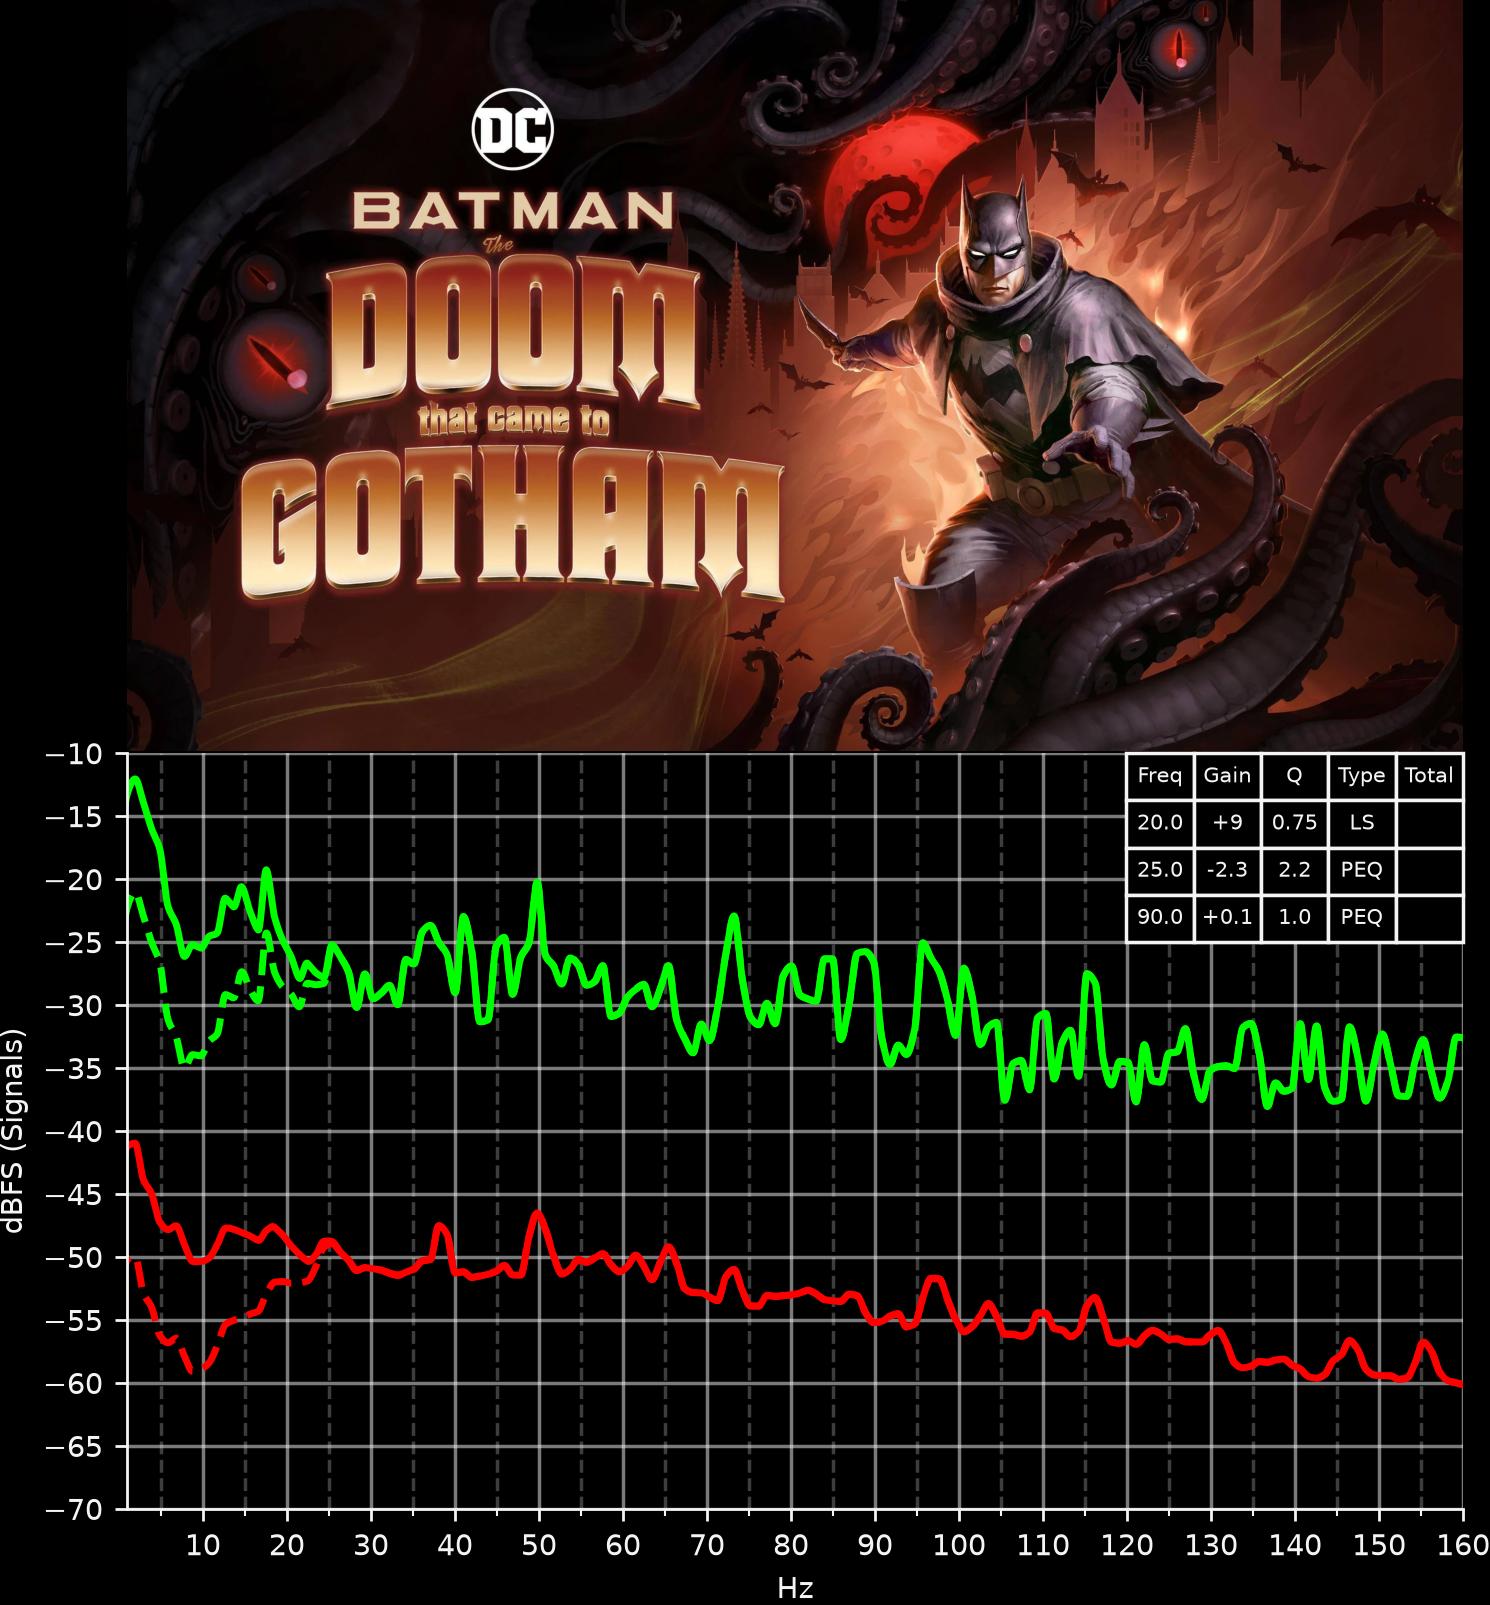 DC
BATMAN
The
DOOM
that came to
GOTHAM
Freq Gain Q Type Total
20.0 +9 0.75 LS
25.0 -2.3 2.2 PEQ
90.0 +0.1 1.0 PEQ
−10
−15
−20
−25
−30
−35
−40
−45
−50
−55
−60
−65
−70
dBFS (Signals)
10 20 30 40 50 60 70 80 90 100 110 120 130 140 150 160
Hz